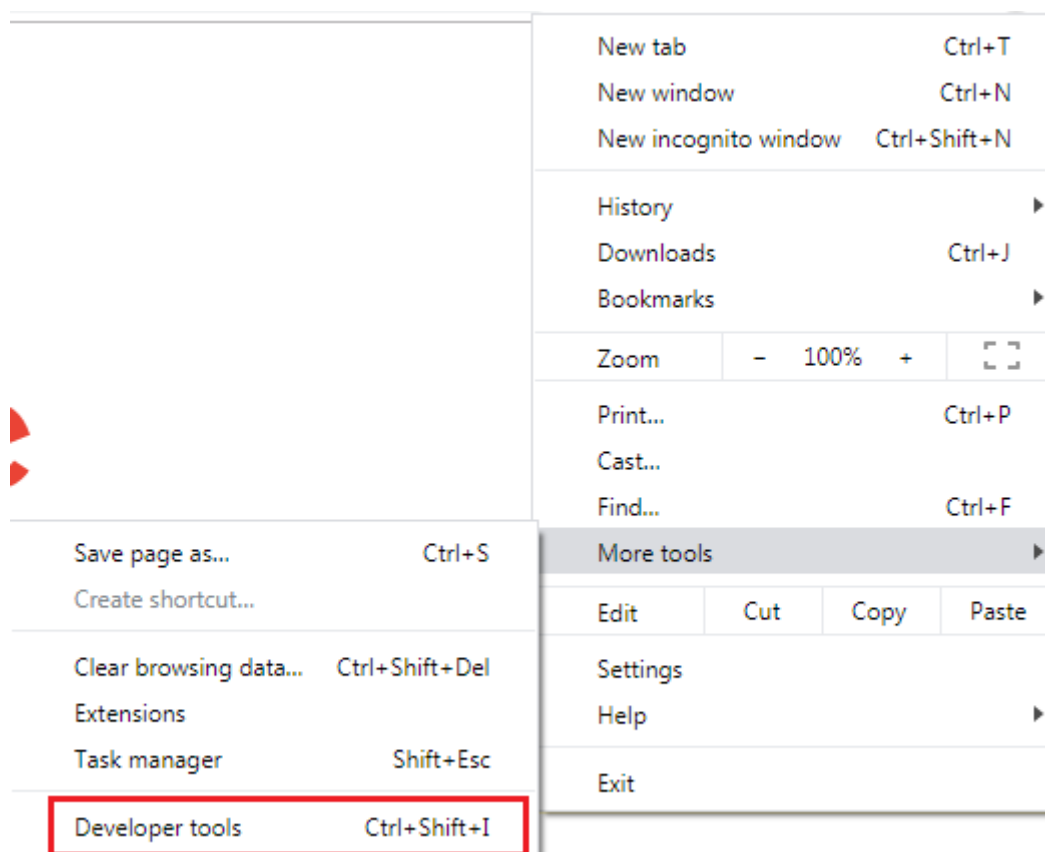 New tab Ctrl+T
New window Ctrl+N
New incognito window Ctrl+Shift+N
History
Downloads Ctrl+J
Bookmarks
Zoom - 100% +
Print... Ctrl+P
Cast...
Find... Ctrl+F
More tools
Edit Cut Copy Paste
Settings
Help
Exit
Save page as... Ctrl+S
Create shortcut...
Clear browsing data... Ctrl+Shift+Del
Extensions
Task manager Shift+Esc
Developer tools Ctrl+Shift+I